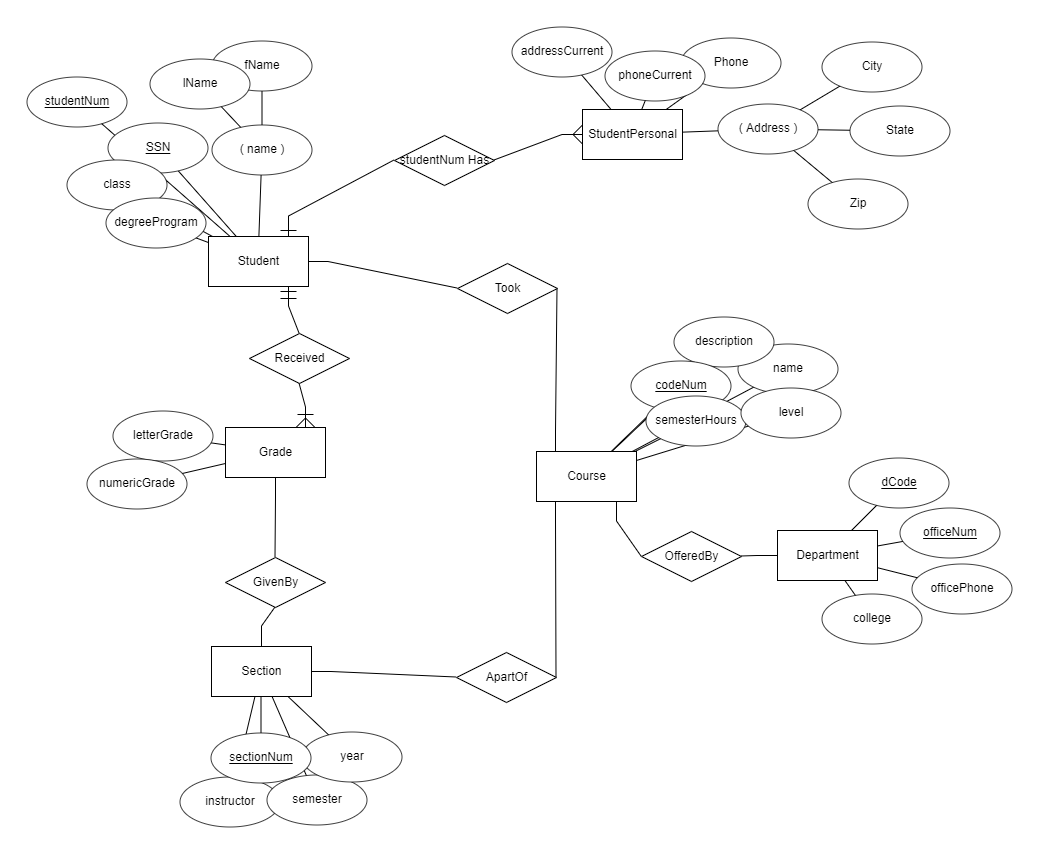 addressCurrent
phoneCurrent
Phone
City
fName
lName
studentNum
SSN
( name )
StudentPersonal
( Address )
State
studentNum Has
class
degreeProgram
Zip
Student
Took
Received
description
name
codeNum
level
semesterHours
letterGrade
Grade
numericGrade
Course
dCode
officeNum
OfferedBy
Department
GivenBy
officePhone
college
Section
ApartOf
sectionNum
year
instructor
semester